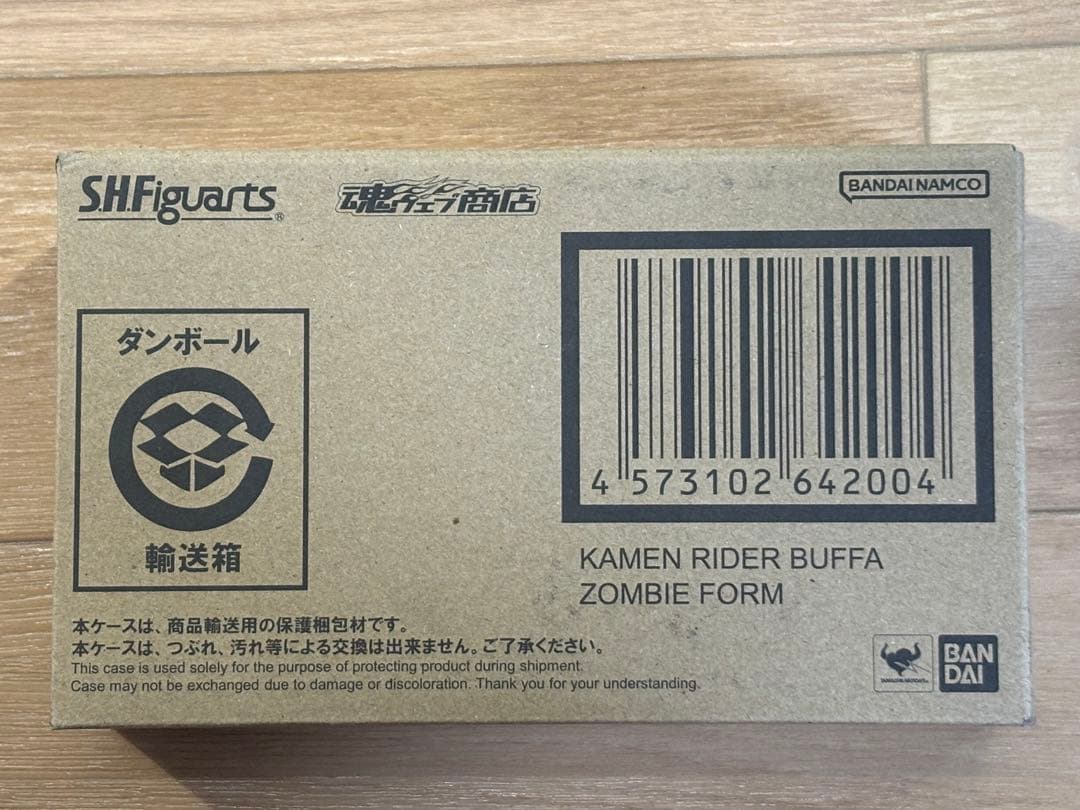 S.H.Figuarts®
魂ウェブ商店
BANDAI NAMCO
ダンボール
輸送箱
4 573102 642004
KAMEN RIDER BUFFA
ZOMBIE FORM
本ケースは、商品輸送用の保護梱包材です。
本ケースは、つぶれ、汚れ等による交換は出来ません。ご了承ください。
This case is used solely for the purpose of protecting product during shipment.
Case may not be exchanged due to damage or discoloration. Thank you for your understanding.
TAMASHII NATIONS
BAN
DAI